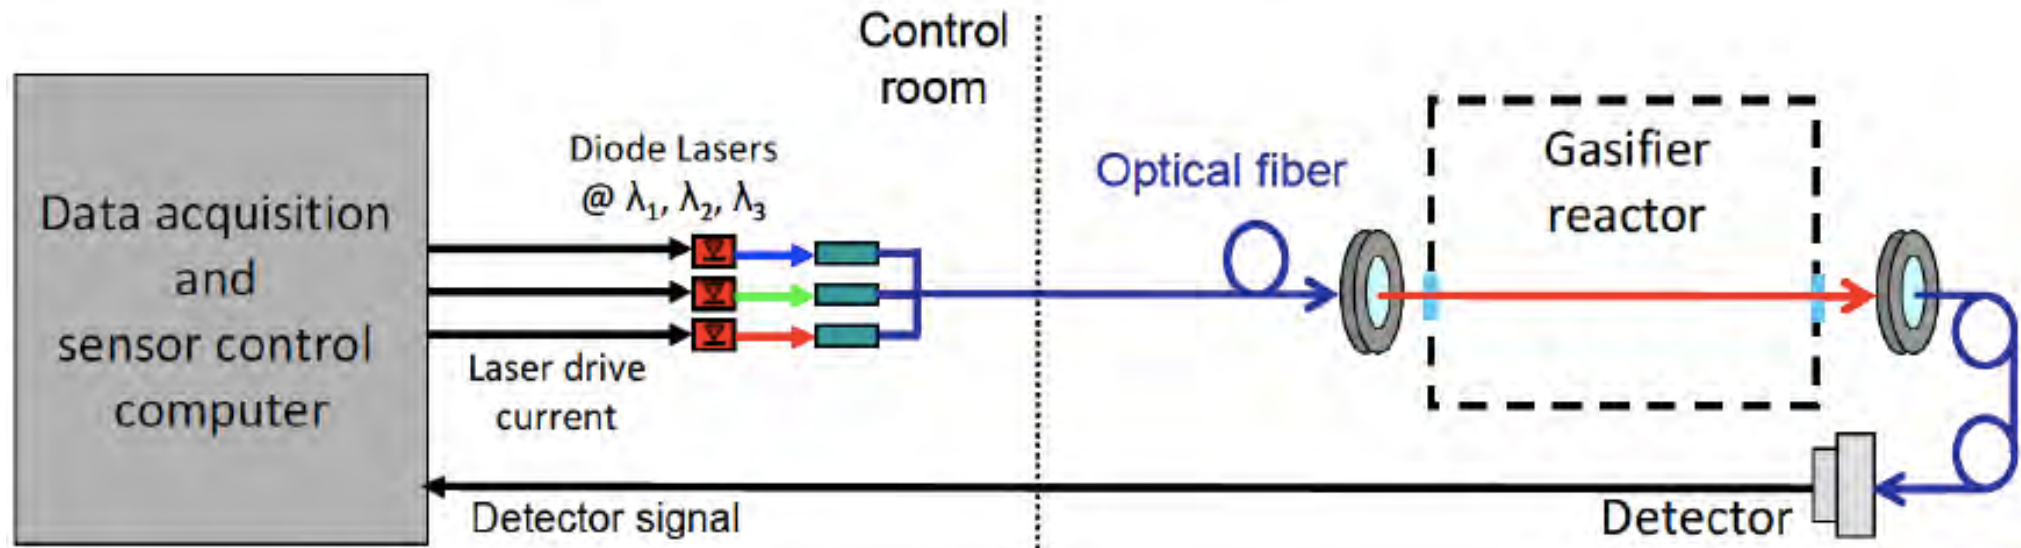 Control
room
Data acquisition
and
sensor control
computer
Diode Lasers
@ λ1, λ2, λ3
Laser drive
current
Detector signal
Optical fiber
Gasifier
reactor
Detector